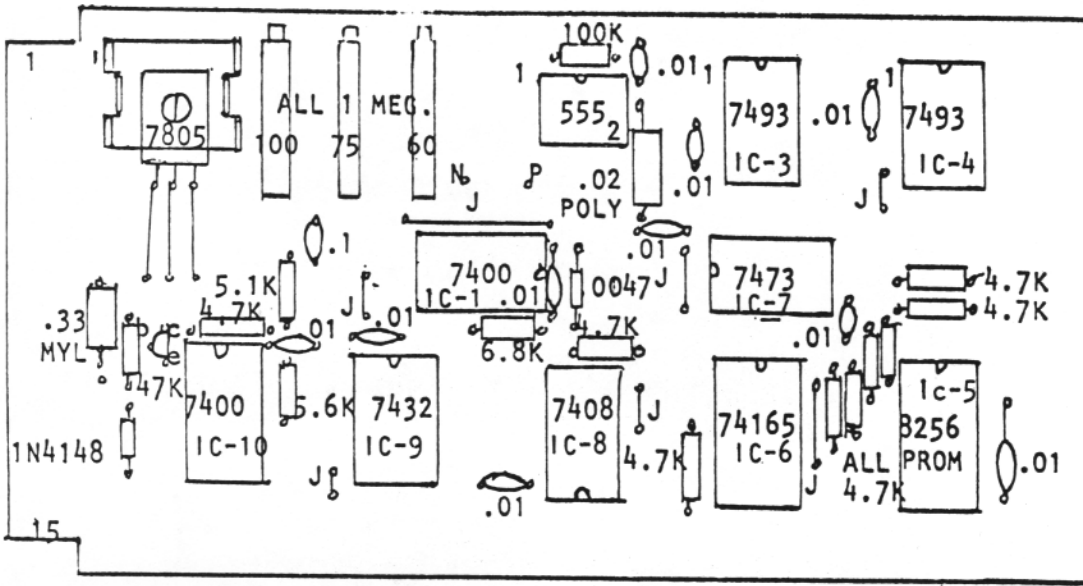 1
1
7805
100
ALL 1 MEG.
75
60
100K
.01
1
555
2
.02
POLY
.01
1
7493
IC-3
.01
7493
IC-4
J
N
P
J
.1
5.1K
4.7K
J
7400
IC-1
.01
.0047
.01
J
7473
IC-7
4.7K
4.7K
.33
MYL
47K
c
e
.01
.01
6.8K
4.7K
.01
7400
IC-10
5.6K
7432
IC-9
7408
IC-8
J
74165
IC-6
Ic-5
8256
PROM
1N4148
J
.01
4.7K
J
ALL
4.7K
.01
15